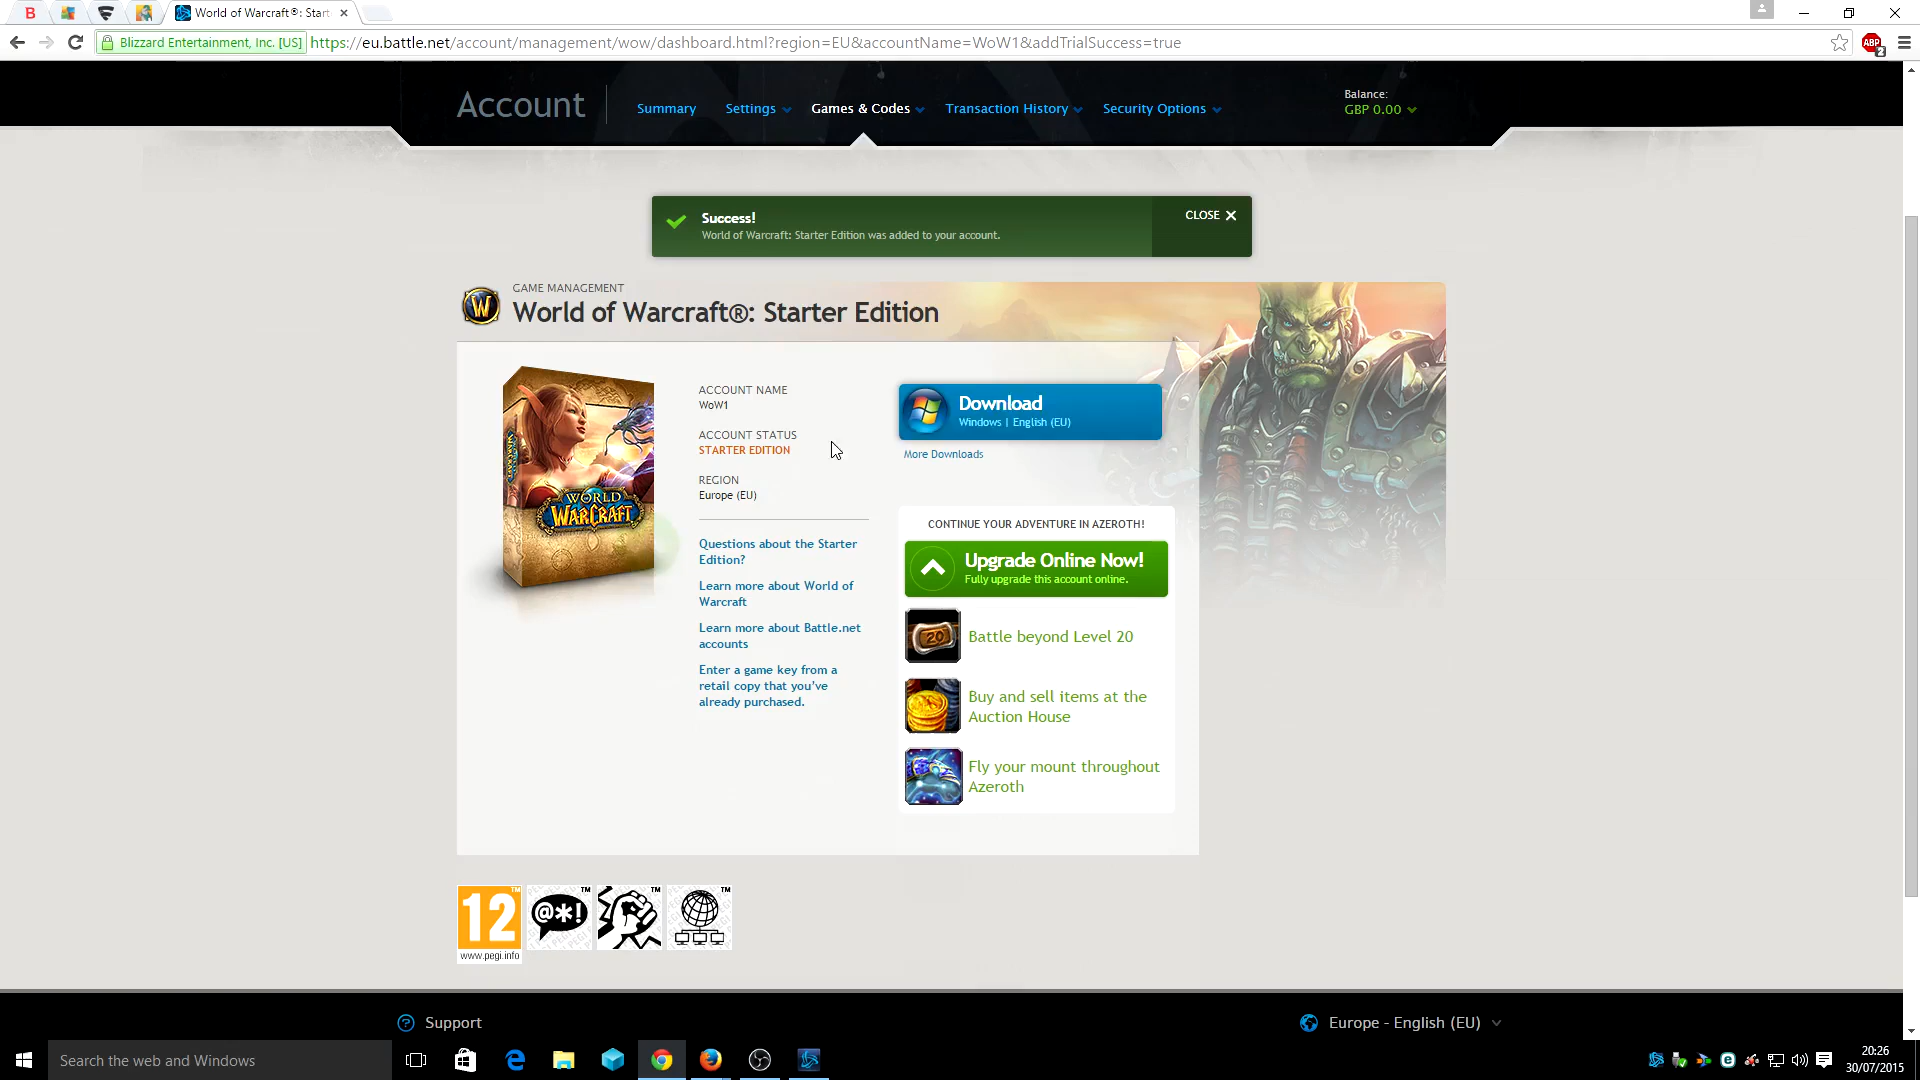 World of Warcraft®: Start
Blizzard Entertainment, Inc. [US]
https://eu.battle.net/account/management/wow/dashboard.html?region=EU&accountName=WoW1&addTrialSuccess=true
ABP
2
Account
Summary
Settings
Games & Codes
Transaction History
Security Options
Balance:
GBP 0.00
Success!
World of Warcraft: Starter Edition was added to your account.
CLOSE
GAME MANAGEMENT
World of Warcraft®: Starter Edition
WORLD
WARCRAFT
ACCOUNT NAME
WoW1
ACCOUNT STATUS
STARTER EDITION
REGION
Europe (EU)
Questions about the Starter
Edition?
Learn more about World of
Warcraft
Learn more about Battle.net
accounts
Enter a game key from a
retail copy that you've
already purchased.
Download
Windows | English (EU)
More Downloads
CONTINUE YOUR ADVENTURE IN AZEROTH!
Upgrade Online Now!
Fully upgrade this account online.
20
Battle beyond Level 20
Buy and sell items at the
Auction House
Fly your mount throughout
Azeroth
12
www.pegi.info
@*!
Support
Europe - English (EU)
Search the web and Windows
20:26
30/07/2015